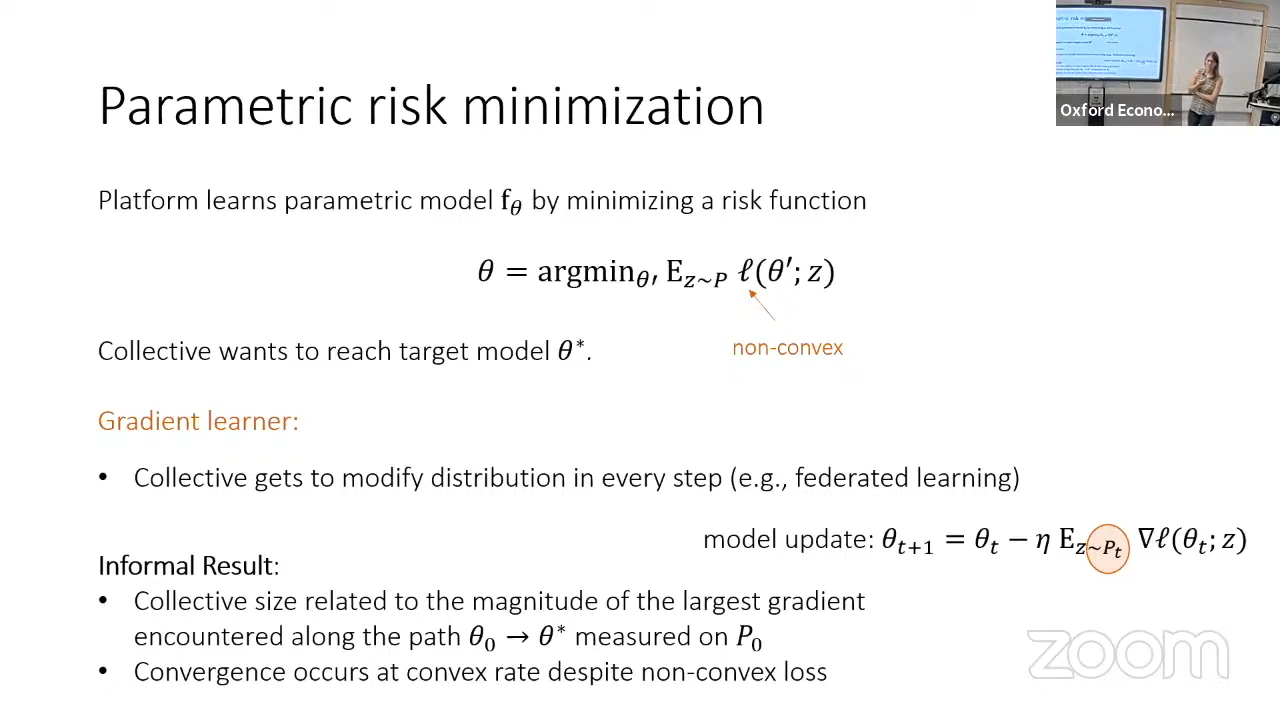 Parametric risk minimization
Oxford Econo...
Platform learns parametric model f_θ by minimizing a risk function
θ = argmin_θ′ E_{z~P} ℓ(θ′; z)
non-convex
Collective wants to reach target model θ*.
Gradient learner:
• Collective gets to modify distribution in every step (e.g., federated learning)
model update: θ_{t+1} = θ_t − η E_{z~P_t} ∇ℓ(θ_t; z)
Informal Result:
• Collective size related to the magnitude of the largest gradient
encountered along the path θ_0 → θ* measured on P_0
• Convergence occurs at convex rate despite non-convex loss
zoom